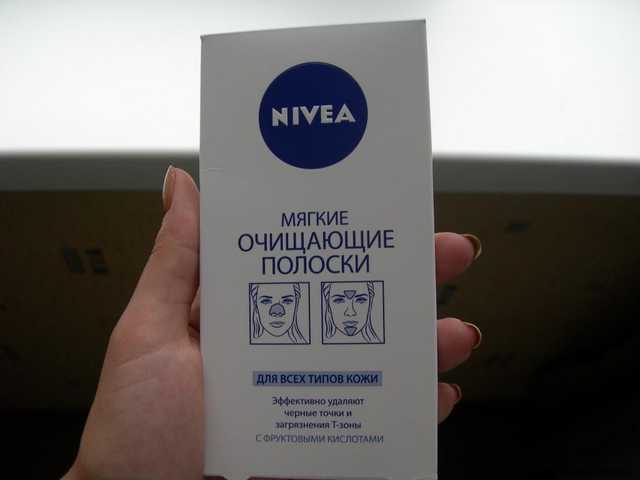 NIVEA
МЯГКИЕ
ОЧИЩАЮЩИЕ
ПОЛОСКИ
ДЛЯ ВСЕХ ТИПОВ КОЖИ
Эффективно удаляют
черные точки и
загрязнения Т-зоны
С ФРУКТОВЫМИ КИСЛОТАМИ